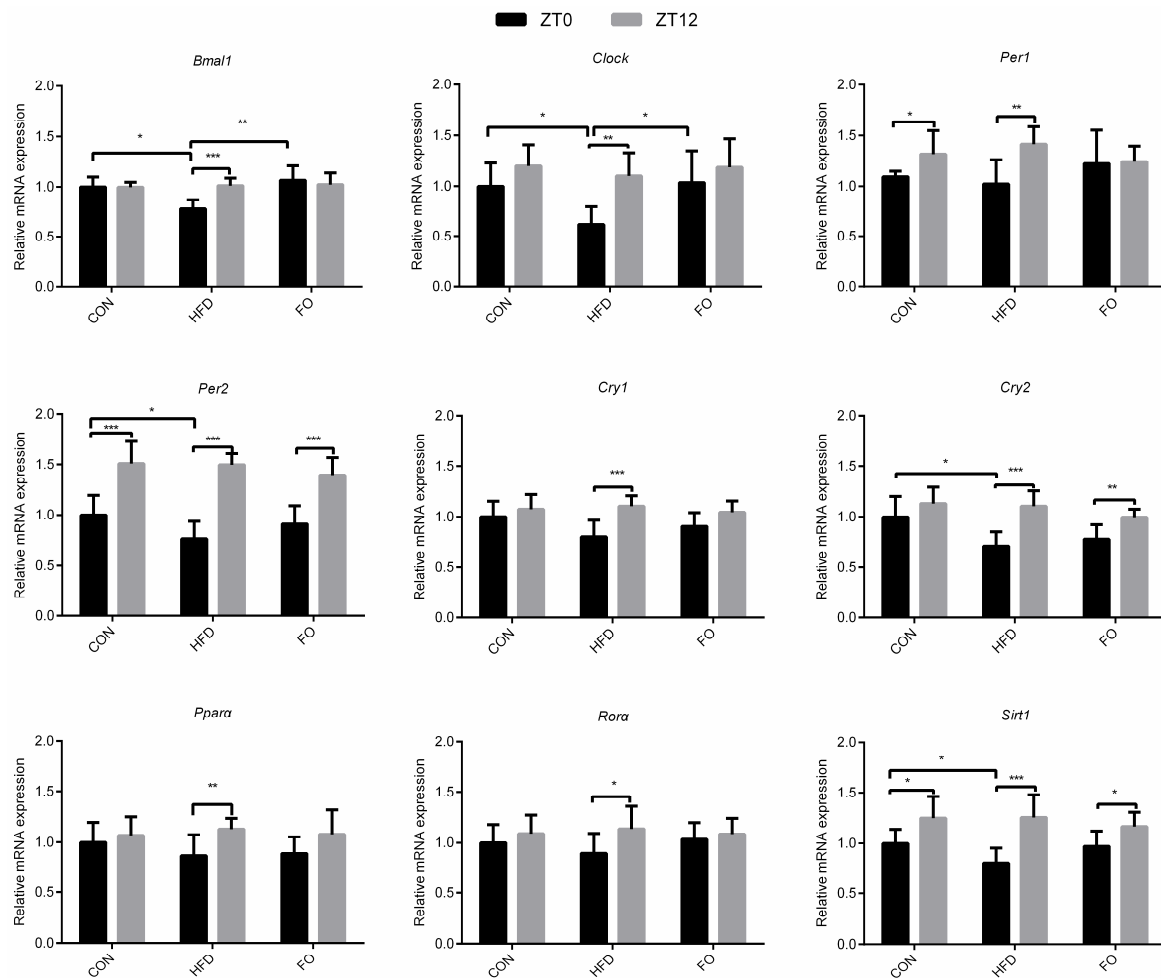 ZT0 ZT12
Bmal1
Relative mRNA expression
2.0
1.5
1.0
0.5
0.0
*
**
***
CON
HFD
FO
Clock
Relative mRNA expression
2.0
1.5
1.0
0.5
0.0
*
*
**
CON
HFD
FO
Per1
Relative mRNA expression
2.0
1.5
1.0
0.5
0.0
*
**
CON
HFD
FO
Per2
Relative mRNA expression
2.0
1.5
1.0
0.5
0.0
*
***
***
***
CON
HFD
FO
Cry1
Relative mRNA expression
2.0
1.5
1.0
0.5
0.0
***
CON
HFD
FO
Cry2
Relative mRNA expression
2.0
1.5
1.0
0.5
0.0
*
***
**
CON
HFD
FO
Pparα
Relative mRNA expression
2.0
1.5
1.0
0.5
0.0
**
CON
HFD
FO
Rorα
Relative mRNA expression
2.0
1.5
1.0
0.5
0.0
*
CON
HFD
FO
Sirt1
Relative mRNA expression
2.0
1.5
1.0
0.5
0.0
*
*
***
*
CON
HFD
FO